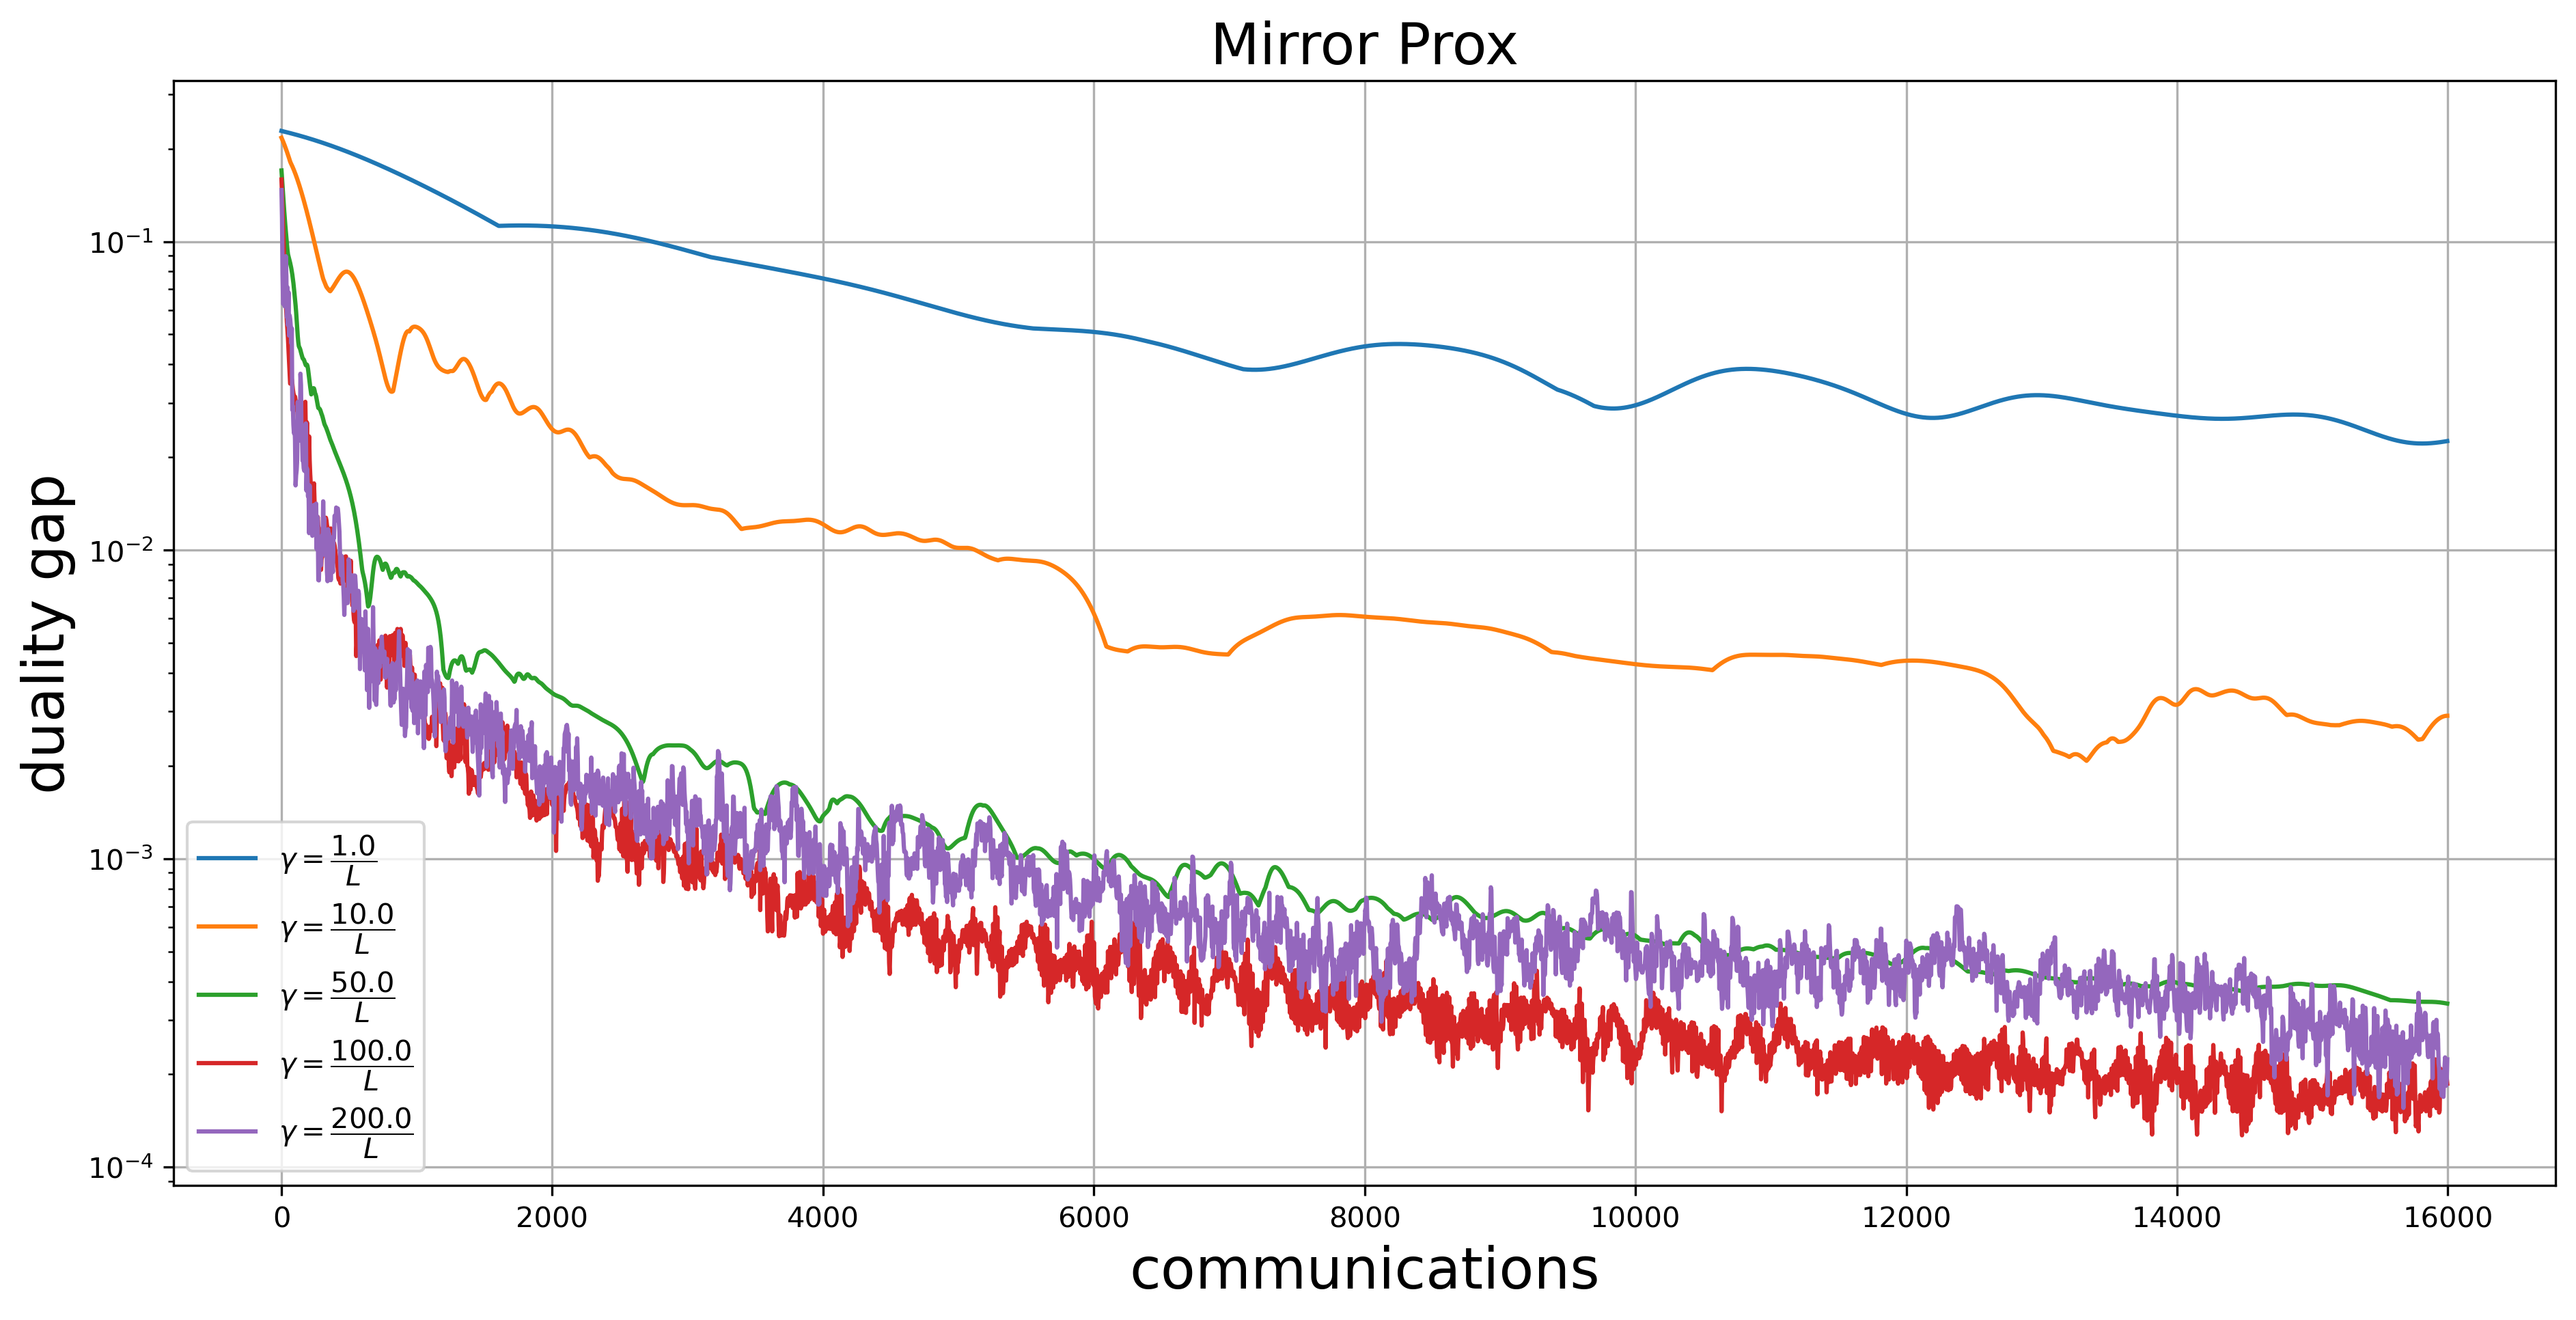 Mirror Prox
duality gap
10⁻¹
10⁻²
10⁻³
10⁻⁴
γ = 1.0/L
γ = 10.0/L
γ = 50.0/L
γ = 100.0/L
γ = 200.0/L
0 2000 4000 6000 8000 10000 12000 14000 16000
communications